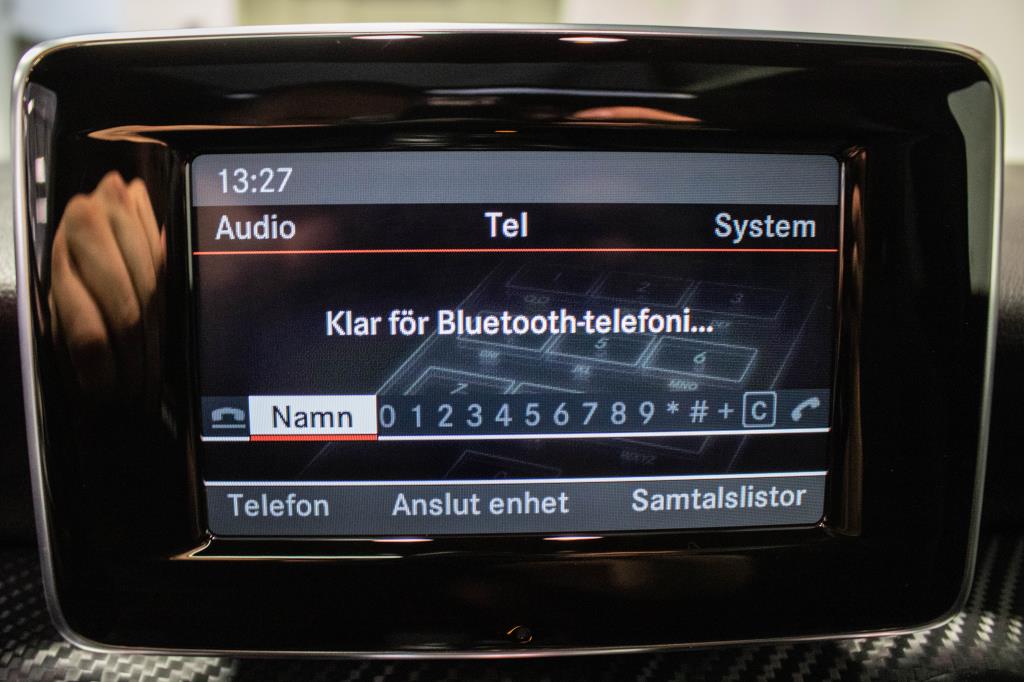 13:27
Audio Tel System
Klar för Bluetooth-telefoni...
Namn 0 1 2 3 4 5 6 7 8 9 * # + C
Telefon Anslut enhet Samtalslistor